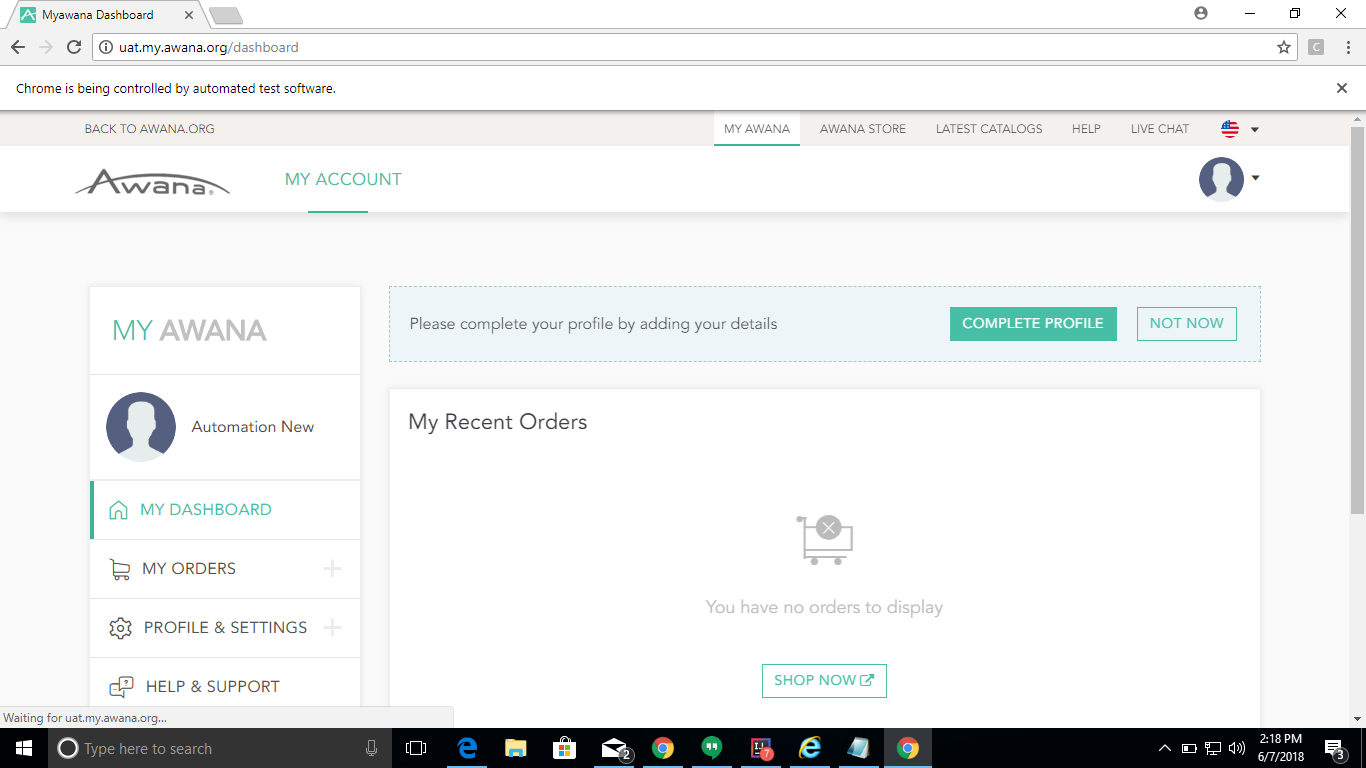 Myawana Dashboard
uat.my.awana.org/dashboard
C
Chrome is being controlled by automated test software.
BACK TO AWANA.ORG
MY AWANA
AWANA STORE
LATEST CATALOGS
HELP
LIVE CHAT
Awana®
MY ACCOUNT
MY AWANA
Automation New
MY DASHBOARD
MY ORDERS
PROFILE & SETTINGS
HELP & SUPPORT
Please complete your profile by adding your details
COMPLETE PROFILE
NOT NOW
My Recent Orders
You have no orders to display
SHOP NOW
Waiting for uat.my.awana.org...
Type here to search
2
IJ
7
2:18 PM
6/7/2018
3